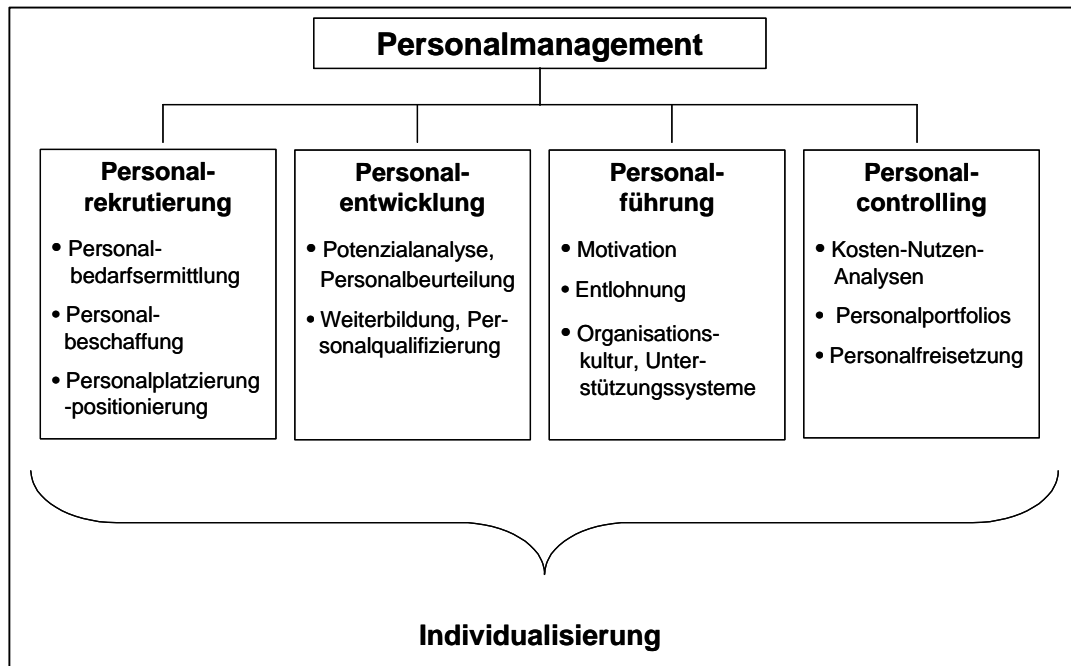 Personalmanagement
Personal-
rekrutierung
• Personal-
bedarfsermittlung
• Personal-
beschaffung
• Personalplatzierung
-positionierung
Personal-
entwicklung
• Potenzialanalyse,
Personalbeurteilung
• Weiterbildung, Per-
sonalqualifizierung
Personal-
führung
• Motivation
• Entlohnung
• Organisations-
kultur, Unter-
stützungssysteme
Personal-
controlling
• Kosten-Nutzen-
Analysen
• Personalportfolios
• Personalfreisetzung
Individualisierung